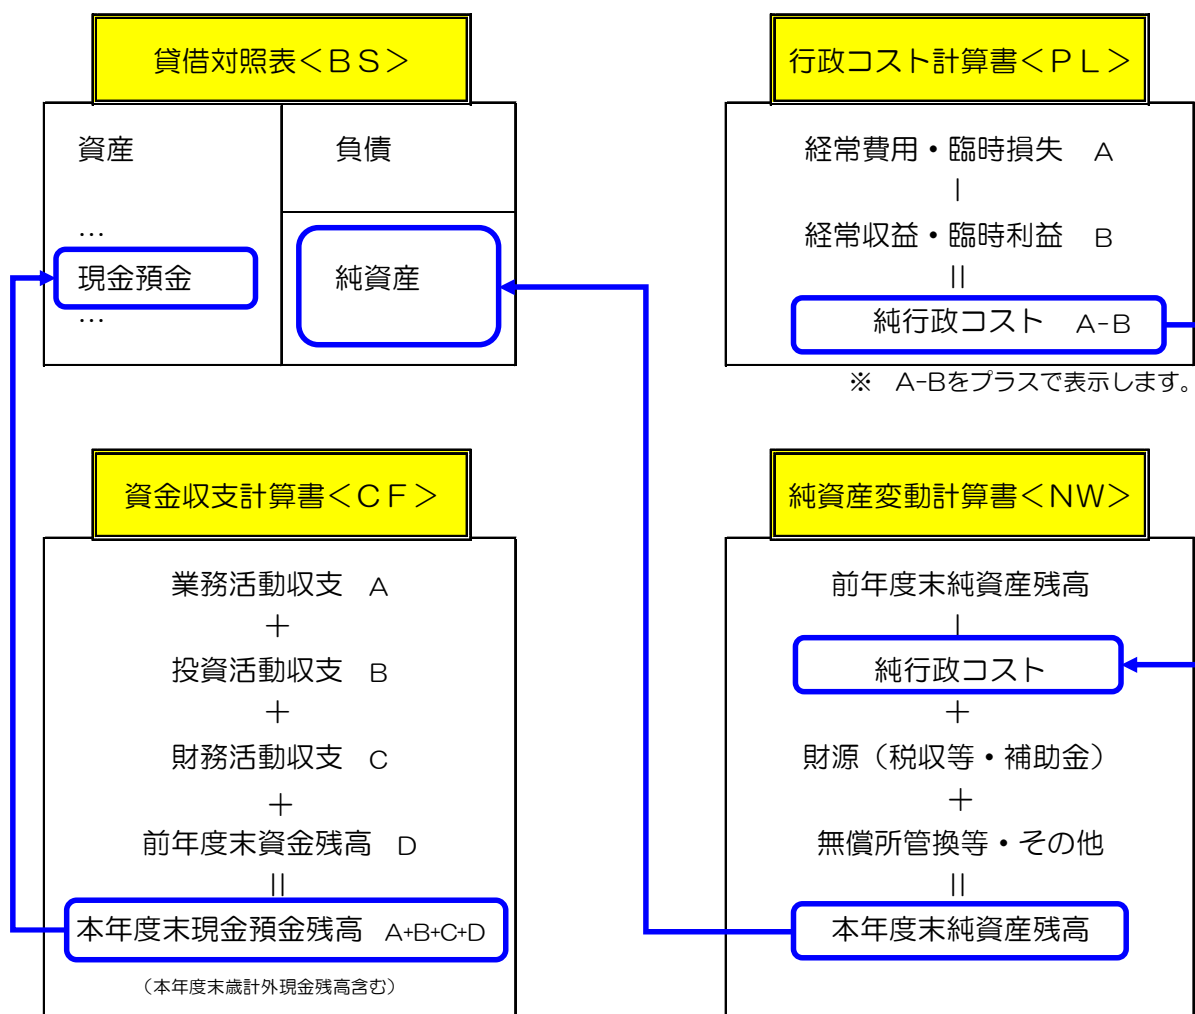 貸借対照表＜ＢＳ＞
資産
負債
…
現金預金
純資産
…
行政コスト計算書＜ＰＬ＞
経常費用・臨時損失　A
－
経常収益・臨時利益　B
＝
純行政コスト　A-B
※　A-Bをプラスで表示します。
資金収支計算書＜ＣＦ＞
業務活動収支　A
＋
投資活動収支　B
＋
財務活動収支　C
＋
前年度末資金残高　D
＝
本年度末現金預金残高　A+B+C+D
（本年度末歳計外現金残高含む）
純資産変動計算書＜ＮＷ＞
前年度末純資産残高
－
純行政コスト
＋
財源（税収等・補助金）
＋
無償所管換等・その他
＝
本年度末純資産残高